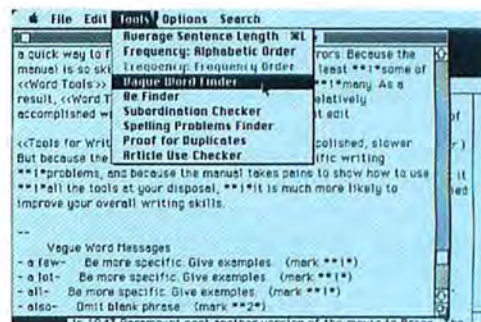 File Edit Tools Options Search
Average Sentence Length ⌘L
Frequency: Alphabetic Order
Frequency: Frequency Order
Vague Word Finder
Be Finder
Subordination Checker
Spelling Problems Finder
Proof for Duplicates
Article Use Checker
a quick way to f rors. Because the
manual is so ski least **1*some of
<<Word Tools>> **1*many. As a
result, <<Word T elatively
accomplished w t edit
<<Tools for Writ olished, slower
But because the ific writing
**1*problems, and because the manual takes pains to show how to use
**1*all the tools at your disposal, **1*it is much more likely to
improve your overall writing skills.
--
Vague Word Messages
- a few- Be more specific. Give examples. (mark **1*)
- a lot- Be more specific. Give examples. (mark **1*)
- all- Be more specific. Give examples. (mark **1*)
- also- Omit blank phrase (mark **2*)